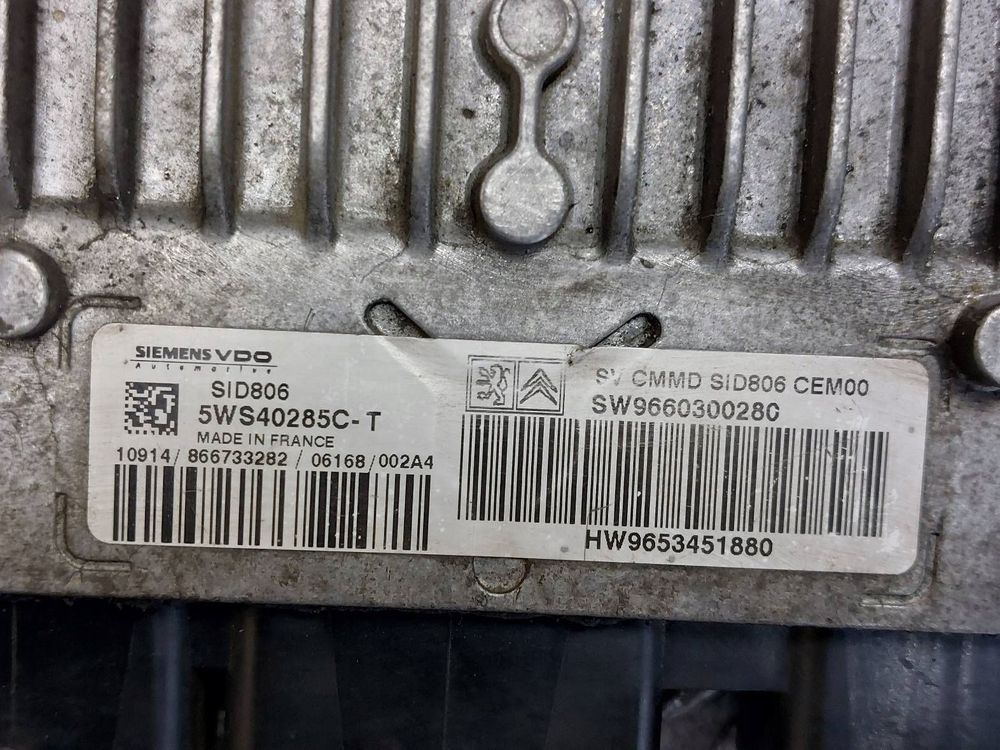 SIEMENS VDO
Automotive
SID806
5WS40285C-T
MADE IN FRANCE
10914/866733282/06168/002A4
SV CMMD SID806 CEM00
SW9660300280
HW9653451880